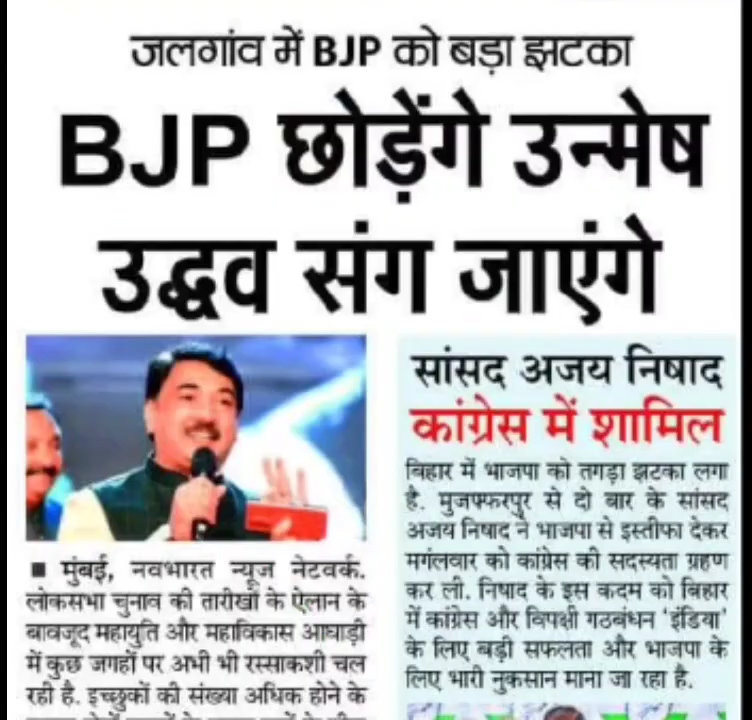 जलगांव में BJP को बड़ा झटका
BJP छोड़ेंगे उन्मेष
उद्धव संग जाएंगे
■ मुंबई, नवभारत न्यूज नेटवर्क.
लोकसभा चुनाव की तारीखों के ऐलान के
बावजूद महायुति और महाविकास आघाड़ी
में कुछ जगहों पर अभी भी रस्साकशी चल
रही है. इच्छुकों की संख्या अधिक होने के
सांसद अजय निषाद
कांग्रेस में शामिल
बिहार में भाजपा को तगड़ा झटका लगा
है. मुजफ्फरपुर से दो बार के सांसद
अजय निषाद ने भाजपा से इस्तीफा देकर
मगंलवार को कांग्रेस की सदस्यता ग्रहण
कर ली. निषाद के इस कदम को बिहार
में कांग्रेस और विपक्षी गठबंधन 'इंडिया'
के लिए बड़ी सफलता और भाजपा के
लिए भारी नुकसान माना जा रहा है.